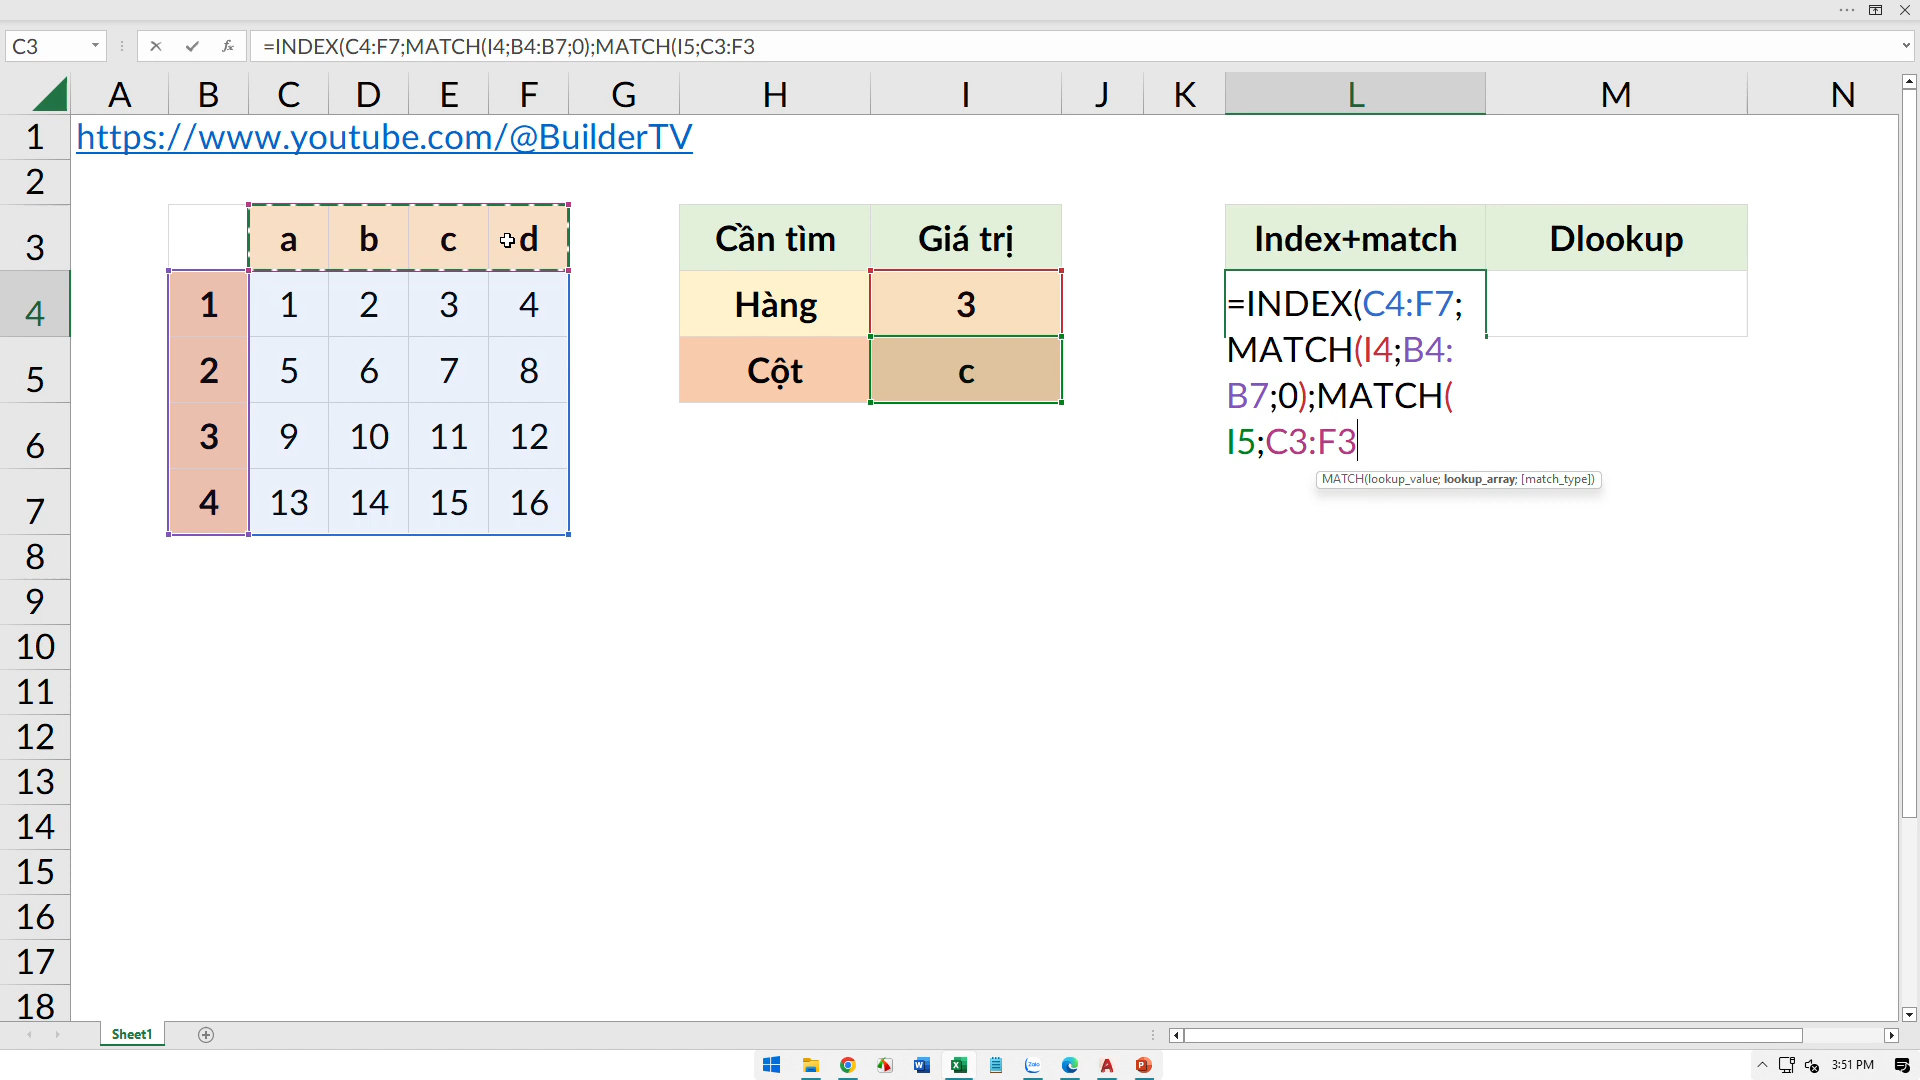 C3
=INDEX(C4:F7;MATCH(I4;B4:B7;0);MATCH(I5;C3:F3
A B C D E F G H I J K L M N
1 https://www.youtube.com/@BuilderTV
2
3 a b c d Cần tìm Giá trị Index+match Dlookup
4 1 1 2 3 4 Hàng 3 =INDEX(C4:F7;
MATCH(I4;B4:
5 2 5 6 7 8 Cột c B7;0);MATCH(
6 3 9 10 11 12 I5;C3:F3
MATCH(lookup_value; lookup_array; [match_type])
7 4 13 14 15 16
8
9
10
11
12
13
14
15
16
17
18
Sheet1
3:51 PM